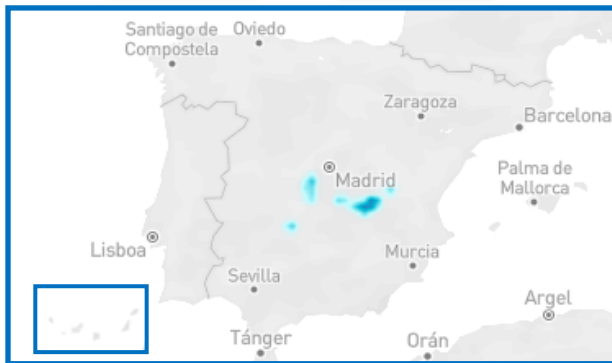 Santiago de
Compostela
Oviedo
Zaragoza
Barcelona
Madrid
Palma de
Mallorca
Lisboa
Murcia
Sevilla
Argel
Tánger
Orán